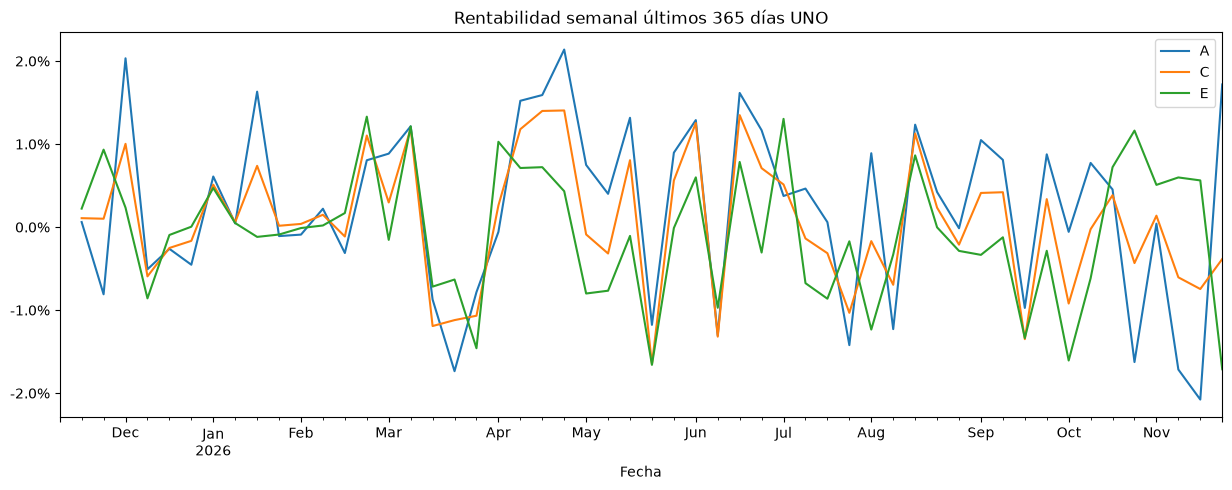 Rentabilidad semanal últimos 365 días UNO
A
C
E
2.0%
1.0%
0.0%
-1.0%
-2.0%
Dec Jan Feb Mar Apr May Jun Jul Aug Sep Oct Nov
2026
Fecha